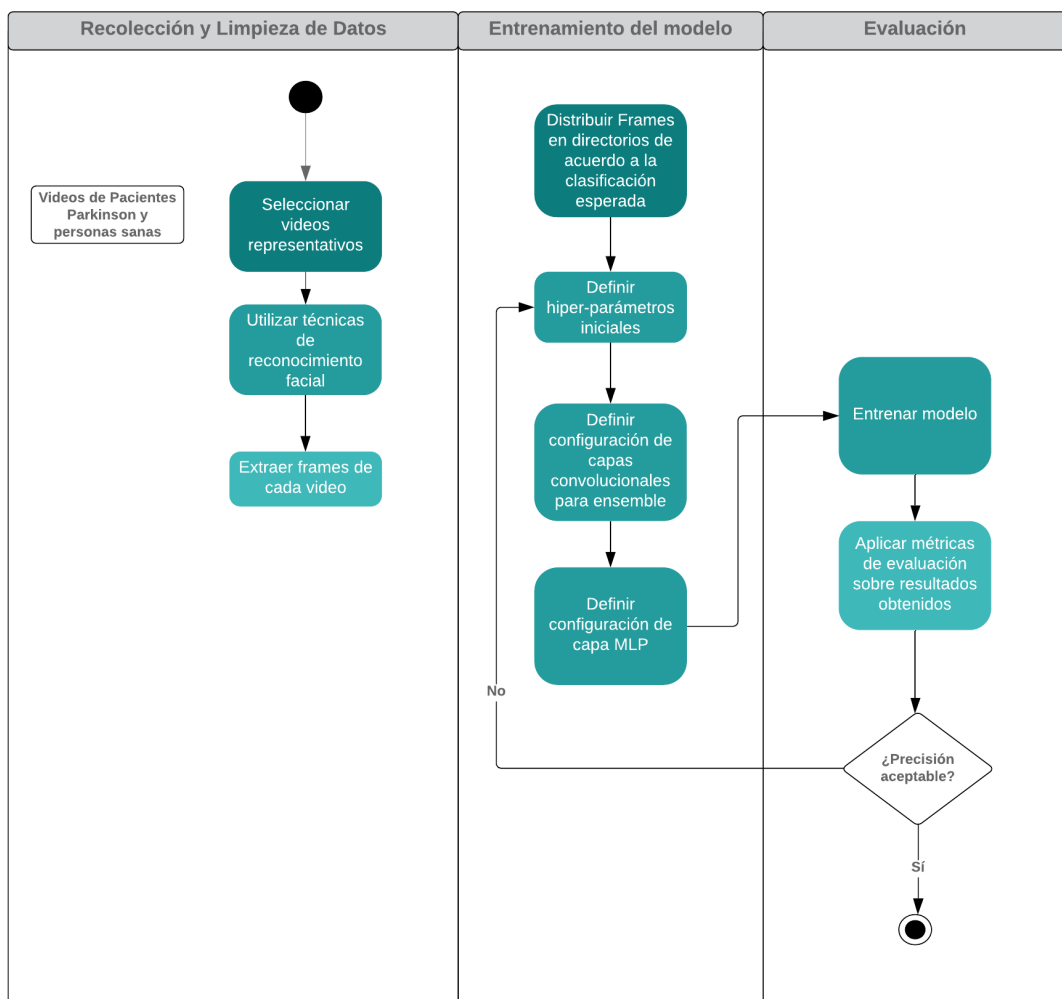 Recolección y Limpieza de Datos
Entrenamiento del modelo
Evaluación
Videos de Pacientes
Parkinson y
personas sanas
Seleccionar
videos
representativos
Utilizar técnicas
de
reconocimiento
facial
Extraer frames de
cada video
Distribuir Frames
en directorios de
acuerdo a la
clasificación
esperada
Definir
hiper-parámetros
iniciales
Definir
configuración de
capas
convolucionales
para ensemble
Definir
configuración de
capa MLP
No
Entrenar modelo
Aplicar métricas
de evaluación
sobre resultados
obtenidos
¿Precisión
aceptable?
Sí